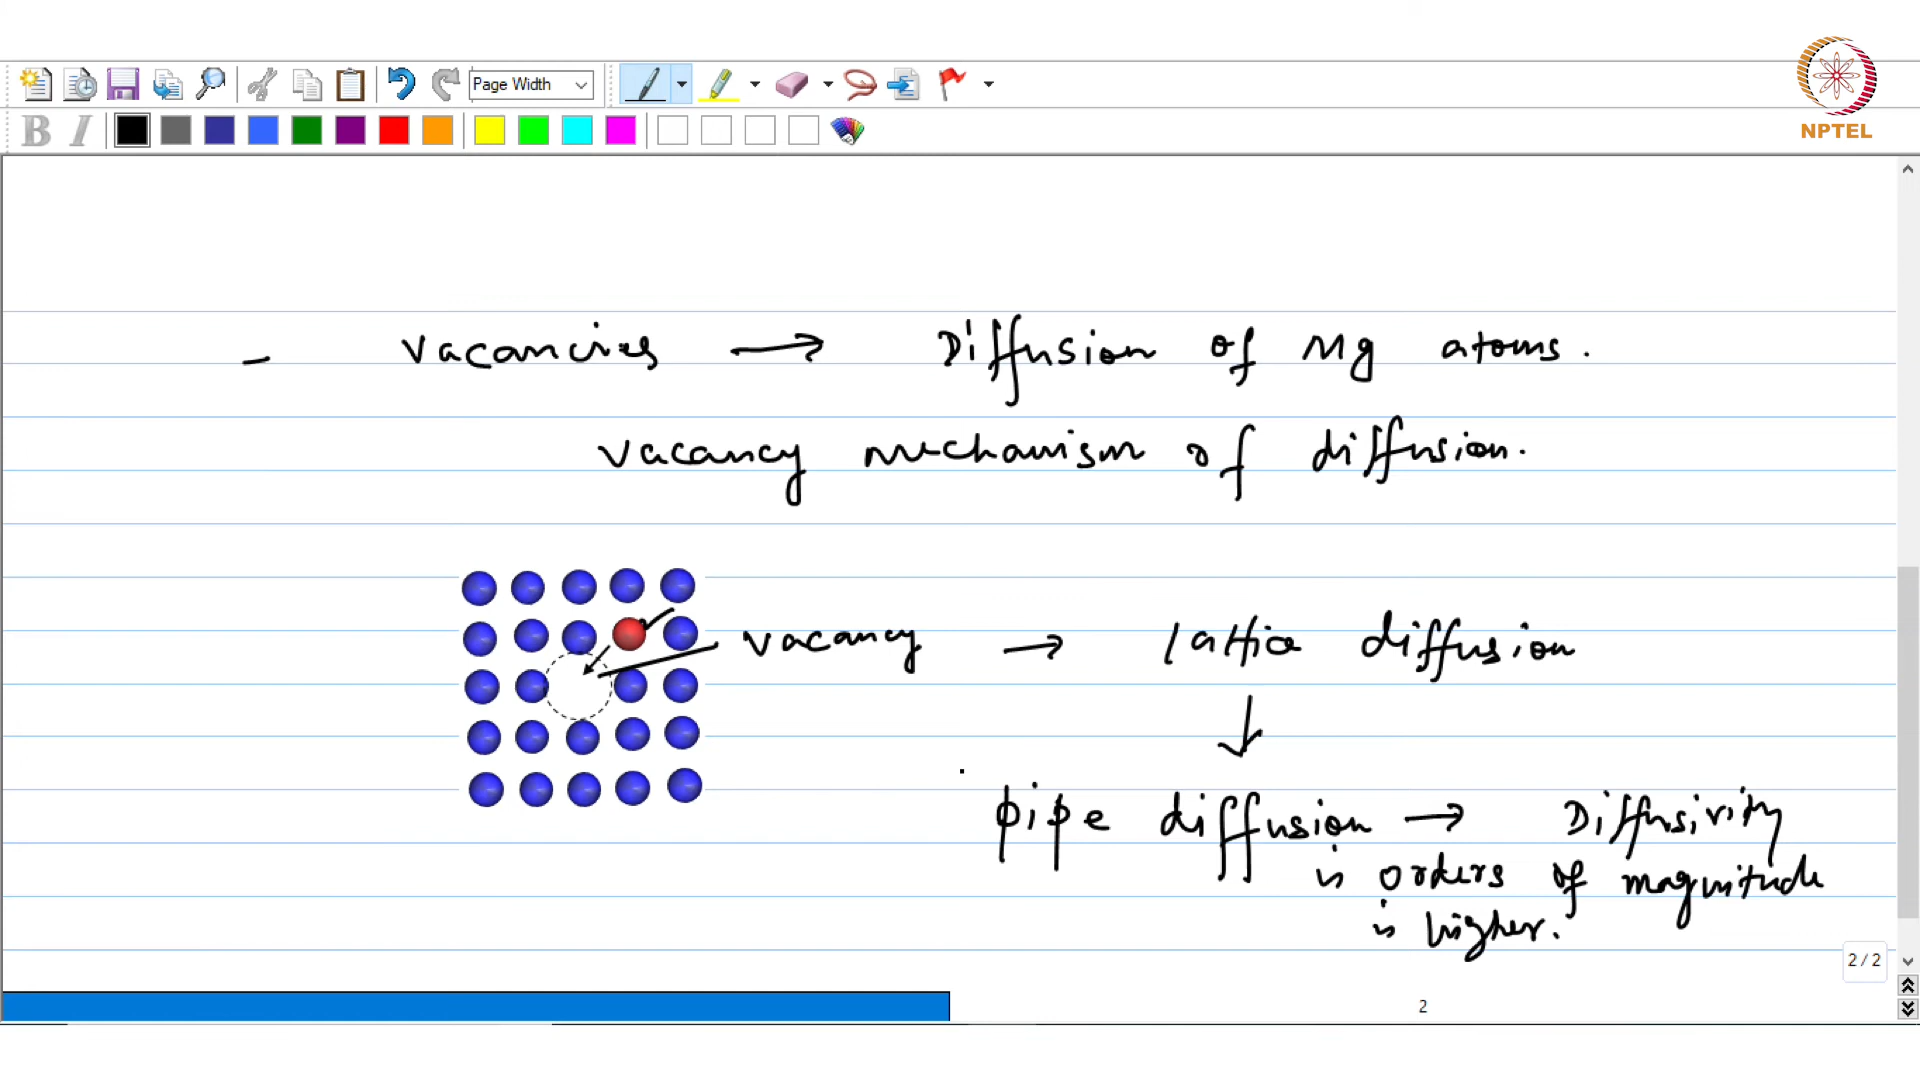 Page Width
B I
NPTEL
- vacancies → Diffusion of Mg atoms.
vacancy mechanism of diffusion.
vacancy → lattice diffusion
↓
pipe diffusion → Diffusivity
is orders of magnitude
is higher.
2 / 2
2